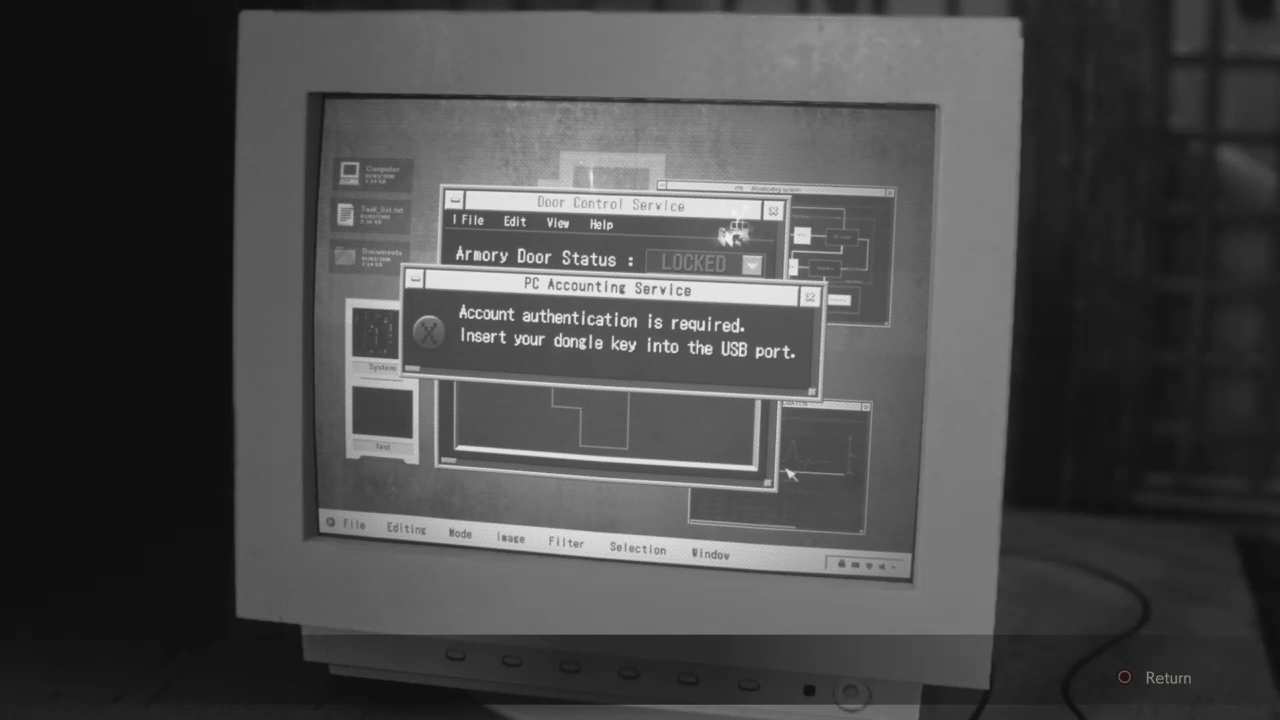 Door Control Service
File Edit View Help
Armory Door Status : LOCKED
PC Accounting Service
Account authentication is required.
Insert your dongle key into the USB port.
Computer
Task_list.txt
Documents
System
Test
File Editing Mode Image Filter Selection Window
Return